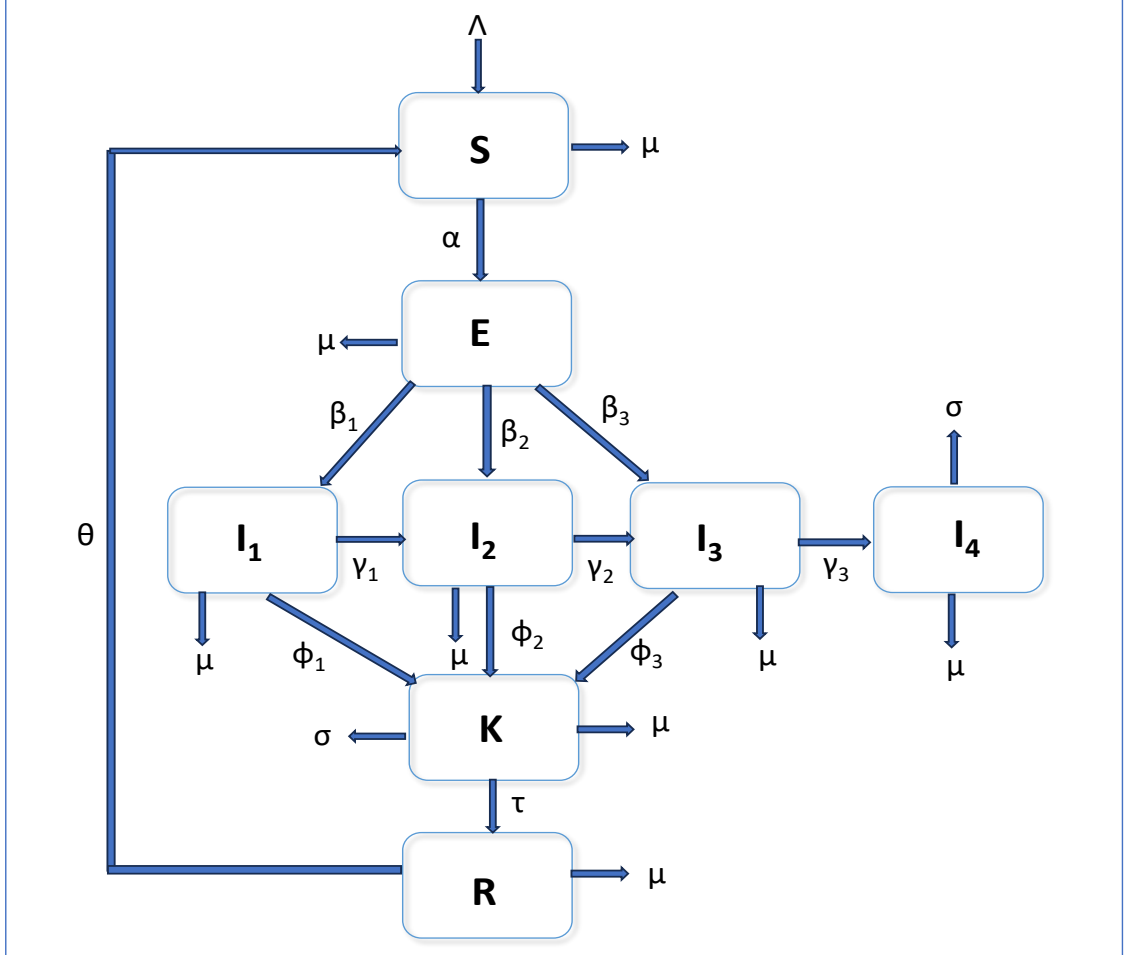 Λ
S
μ
α
E
μ
β₁
β₂
β₃
σ
θ
I₁
γ₁
I₂
γ₂
I₃
γ₃
I₄
μ
ϕ₁
μ
ϕ₂
ϕ₃
μ
μ
σ
K
μ
τ
R
μ